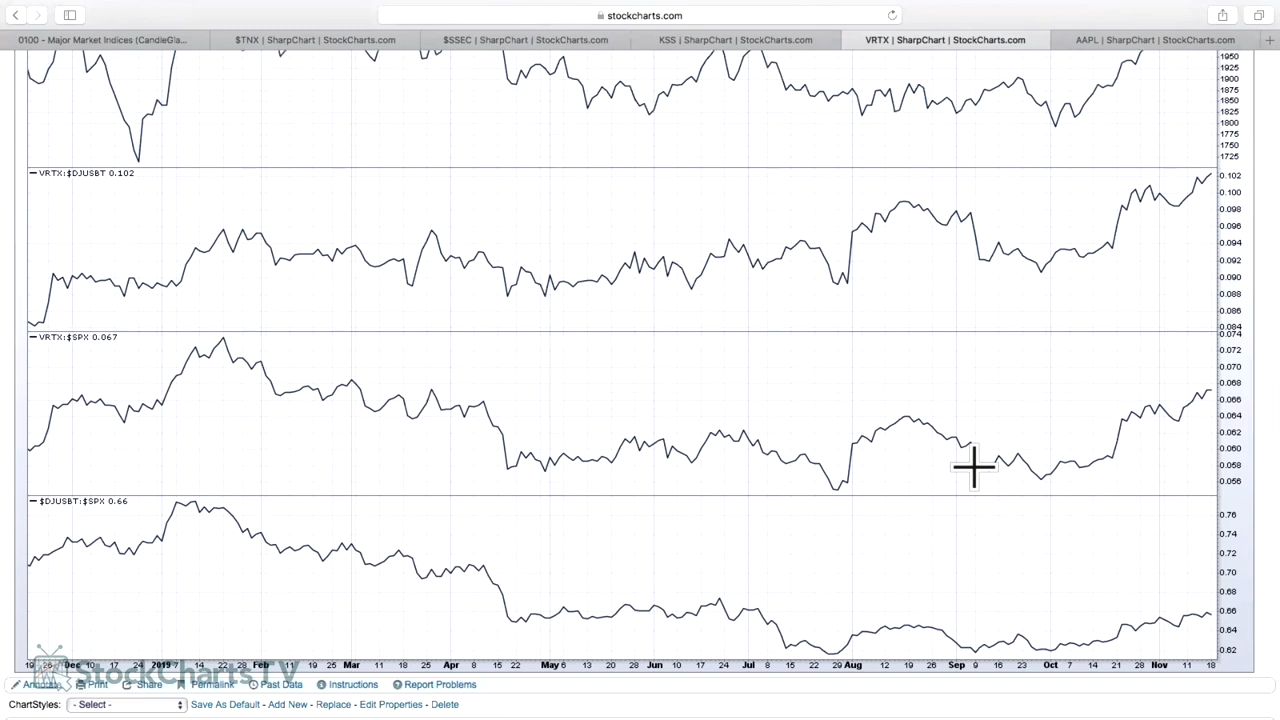 stockcharts.com
0100 - Major Market Indices (CandleGla...
$TNX | SharpChart | StockCharts.com
$SSEC | SharpChart | StockCharts.com
KSS | SharpChart | StockCharts.com
VRTX | SharpChart | StockCharts.com
AAPL | SharpChart | StockCharts.com
1950
1925
1900
1875
1850
1825
1800
1775
1750
1725
VRTX:$DJUSBT 0.102
0.102
0.100
0.098
0.096
0.094
0.092
0.090
0.088
0.086
0.084
VRTX:$SPX 0.067
0.074
0.072
0.070
0.068
0.066
0.064
0.062
0.060
0.058
0.056
$DJUSBT:$SPX 0.66
0.76
0.74
0.72
0.70
0.68
0.66
0.64
0.62
19 26 Dec 10 17 24 2019 7 14 22 28 Feb 11 19 25 Mar 11 18 25 Apr 8 15 22 May 6 13 20 Jun 10 17 24 Jul 8 15 22 Aug 12 19 26 Sep 9 16 23 Oct 7 14 21 28 Nov 11 18
StockCharts TV
Annotate Print Share Permalink Past Data Instructions Report Problems
ChartStyles: - Select - Save As Default - Add New - Replace - Edit Properties - Delete